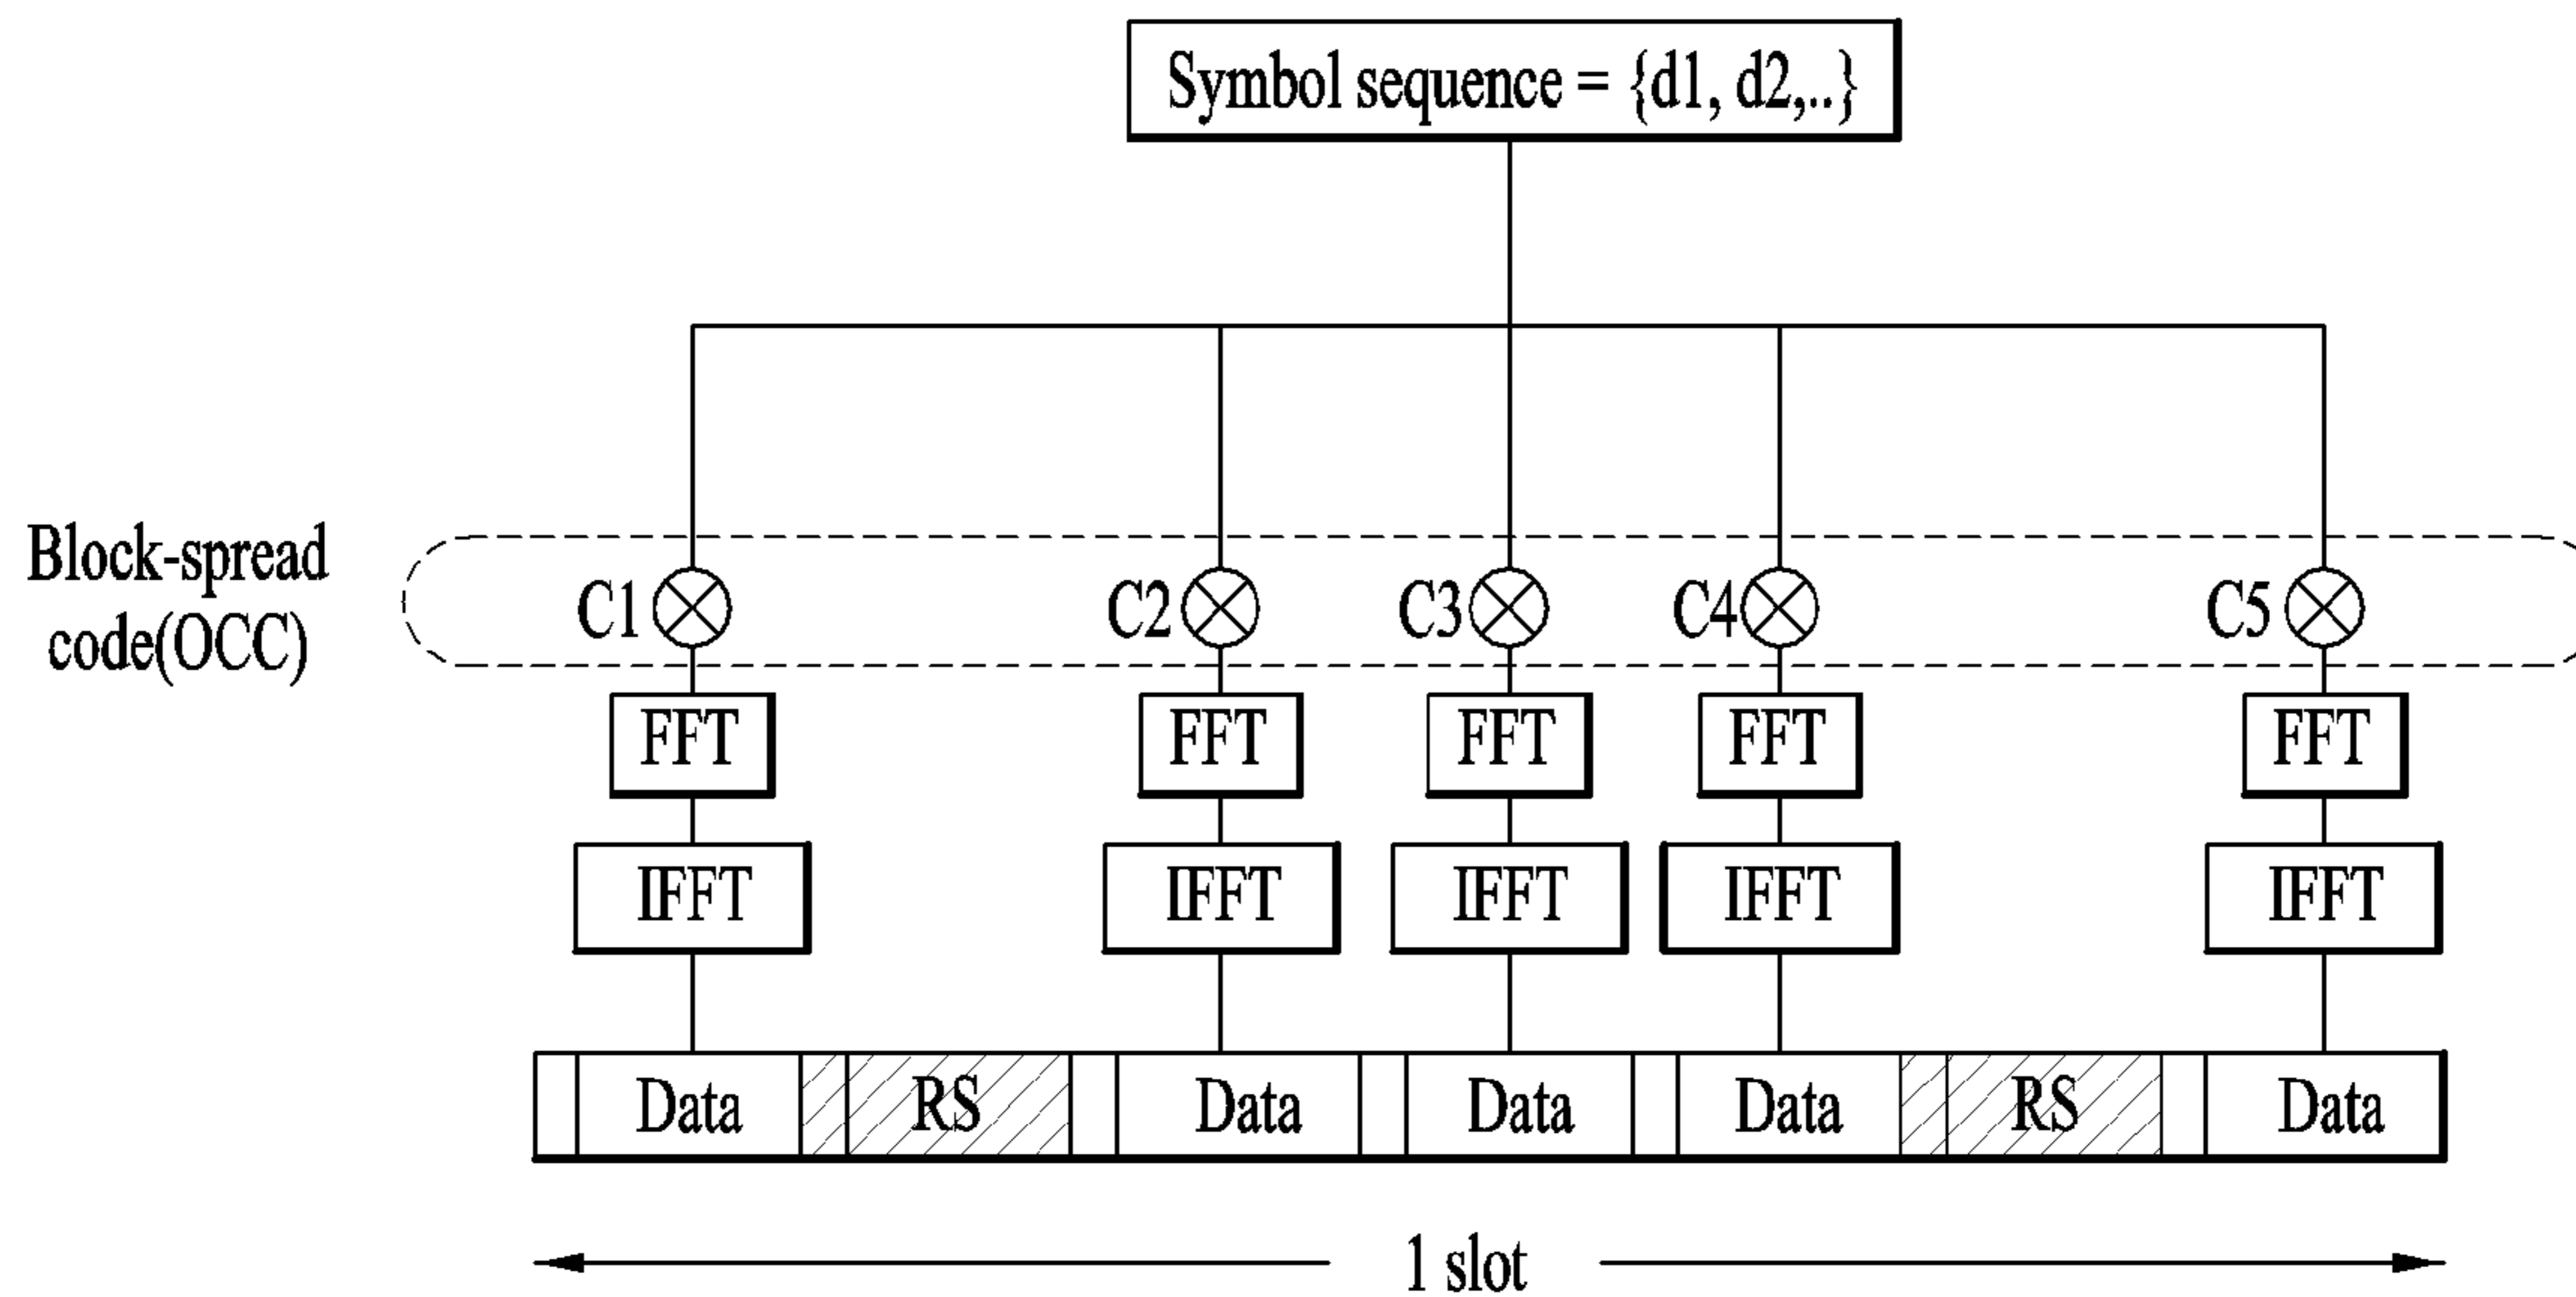 Symbol sequence = {d1, d2,..}
Block-spread
code(OCC)
C1 C2 C3 C4 C5
FFT FFT FFT FFT FFT
IFFT IFFT IFFT IFFT IFFT
Data RS Data Data Data RS Data
1 slot